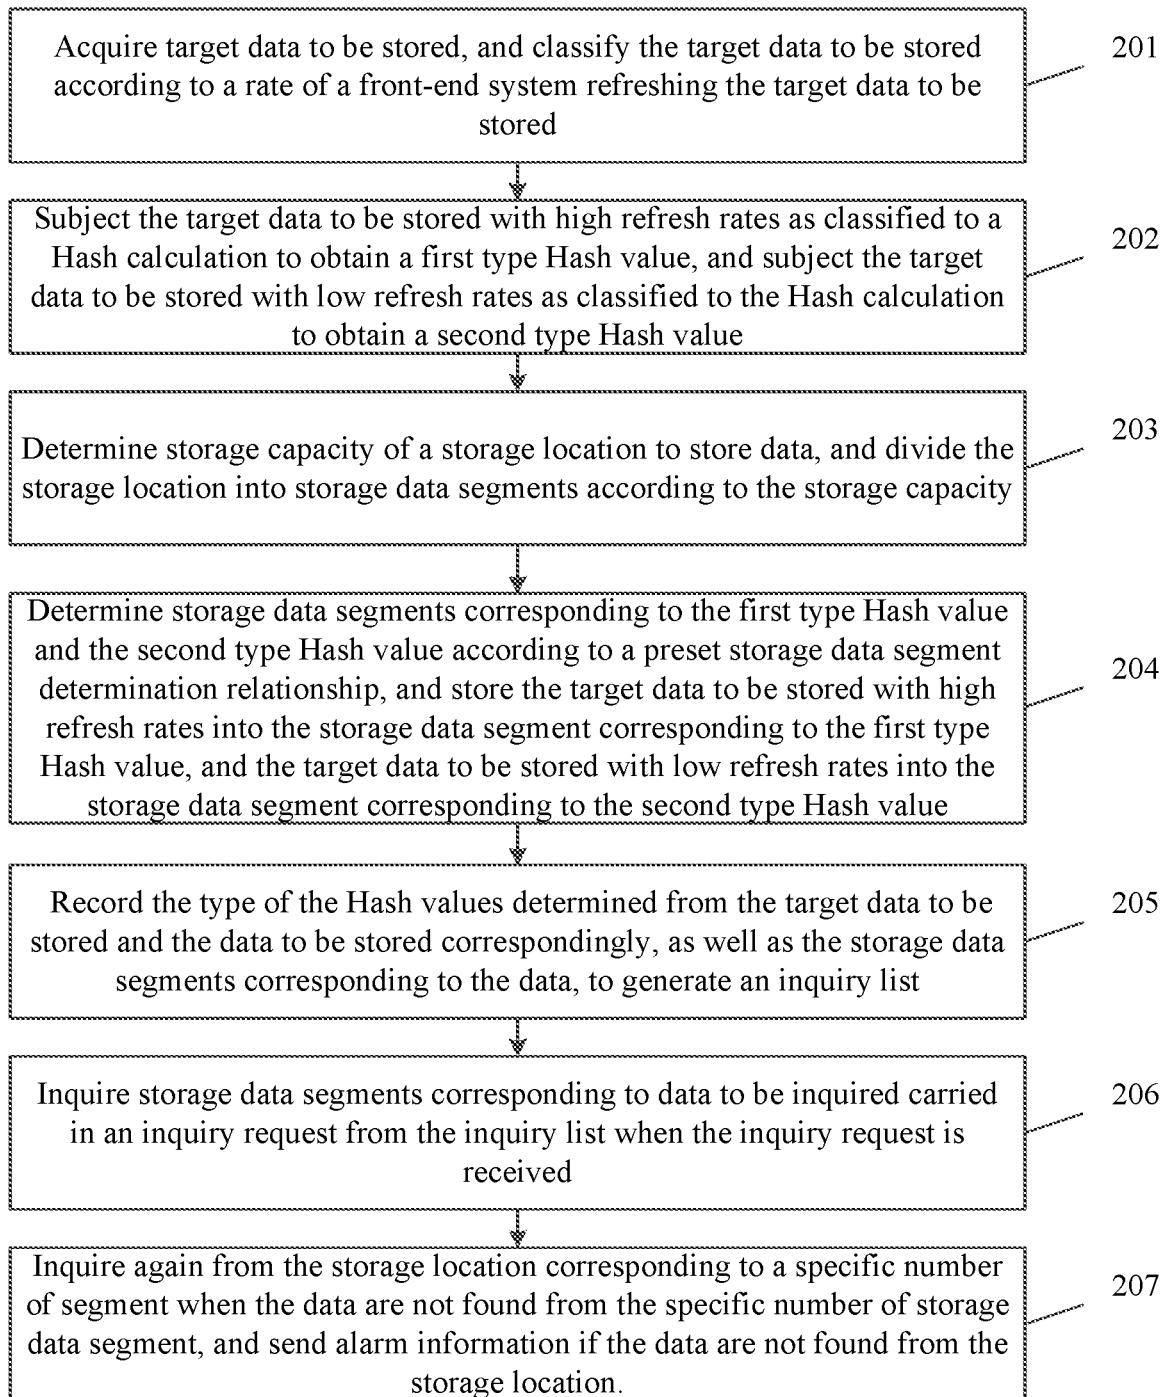 Acquire target data to be stored, and classify the target data to be stored
according to a rate of a front-end system refreshing the target data to be
stored
201
Subject the target data to be stored with high refresh rates as classified to a
Hash calculation to obtain a first type Hash value, and subject the target
data to be stored with low refresh rates as classified to the Hash calculation
to obtain a second type Hash value
202
Determine storage capacity of a storage location to store data, and divide the
storage location into storage data segments according to the storage capacity
203
Determine storage data segments corresponding to the first type Hash value
and the second type Hash value according to a preset storage data segment
determination relationship, and store the target data to be stored with high
refresh rates into the storage data segment corresponding to the first type
Hash value, and the target data to be stored with low refresh rates into the
storage data segment corresponding to the second type Hash value
204
Record the type of the Hash values determined from the target data to be
stored and the data to be stored correspondingly, as well as the storage data
segments corresponding to the data, to generate an inquiry list
205
Inquire storage data segments corresponding to data to be inquired carried
in an inquiry request from the inquiry list when the inquiry request is
received
206
Inquire again from the storage location corresponding to a specific number
of segment when the data are not found from the specific number of storage
data segment, and send alarm information if the data are not found from the
storage location.
207